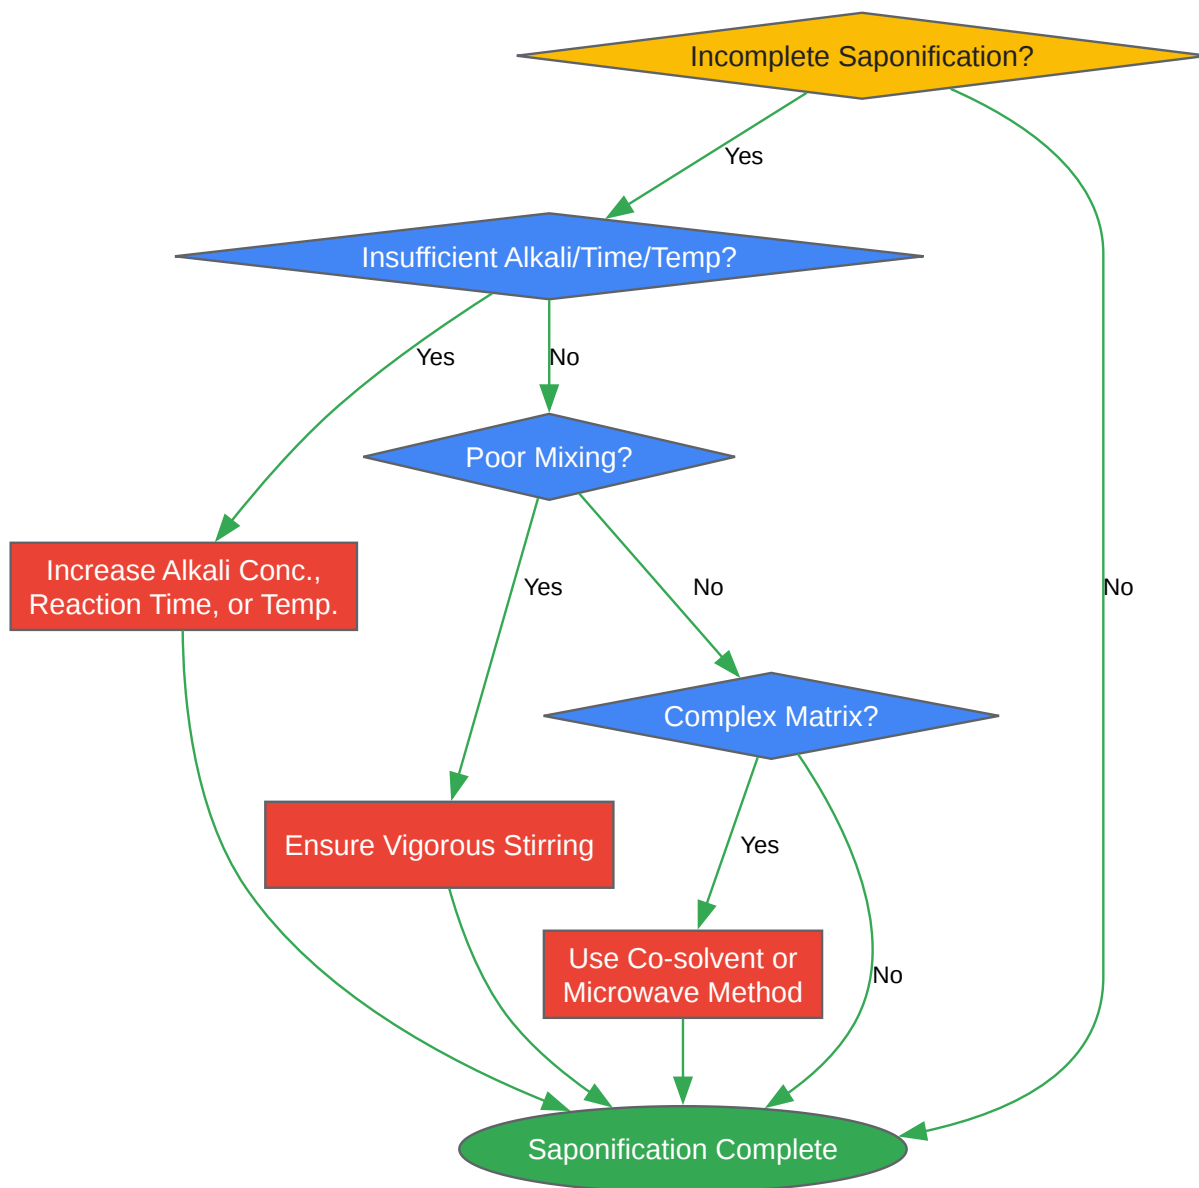 Incomplete Saponification?
Yes
Insufficient Alkali/Time/Temp?
Yes
No
Poor Mixing?
Increase Alkali Conc.,
Reaction Time, or Temp.
Yes
No
No
Complex Matrix?
Ensure Vigorous Stirring
Yes
Use Co-solvent or
Microwave Method
No
Saponification Complete